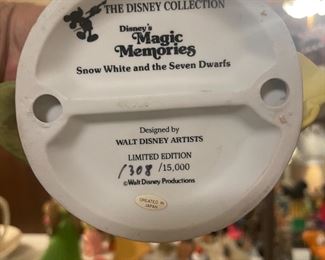 THE DISNEY COLLECTION
Disney's
Magic
Memories
Snow White and the Seven Dwarfs
Designed by
WALT DISNEY ARTISTS
LIMITED EDITION
1308/15,000
©Walt Disney Productions
CREATED IN
JAPAN